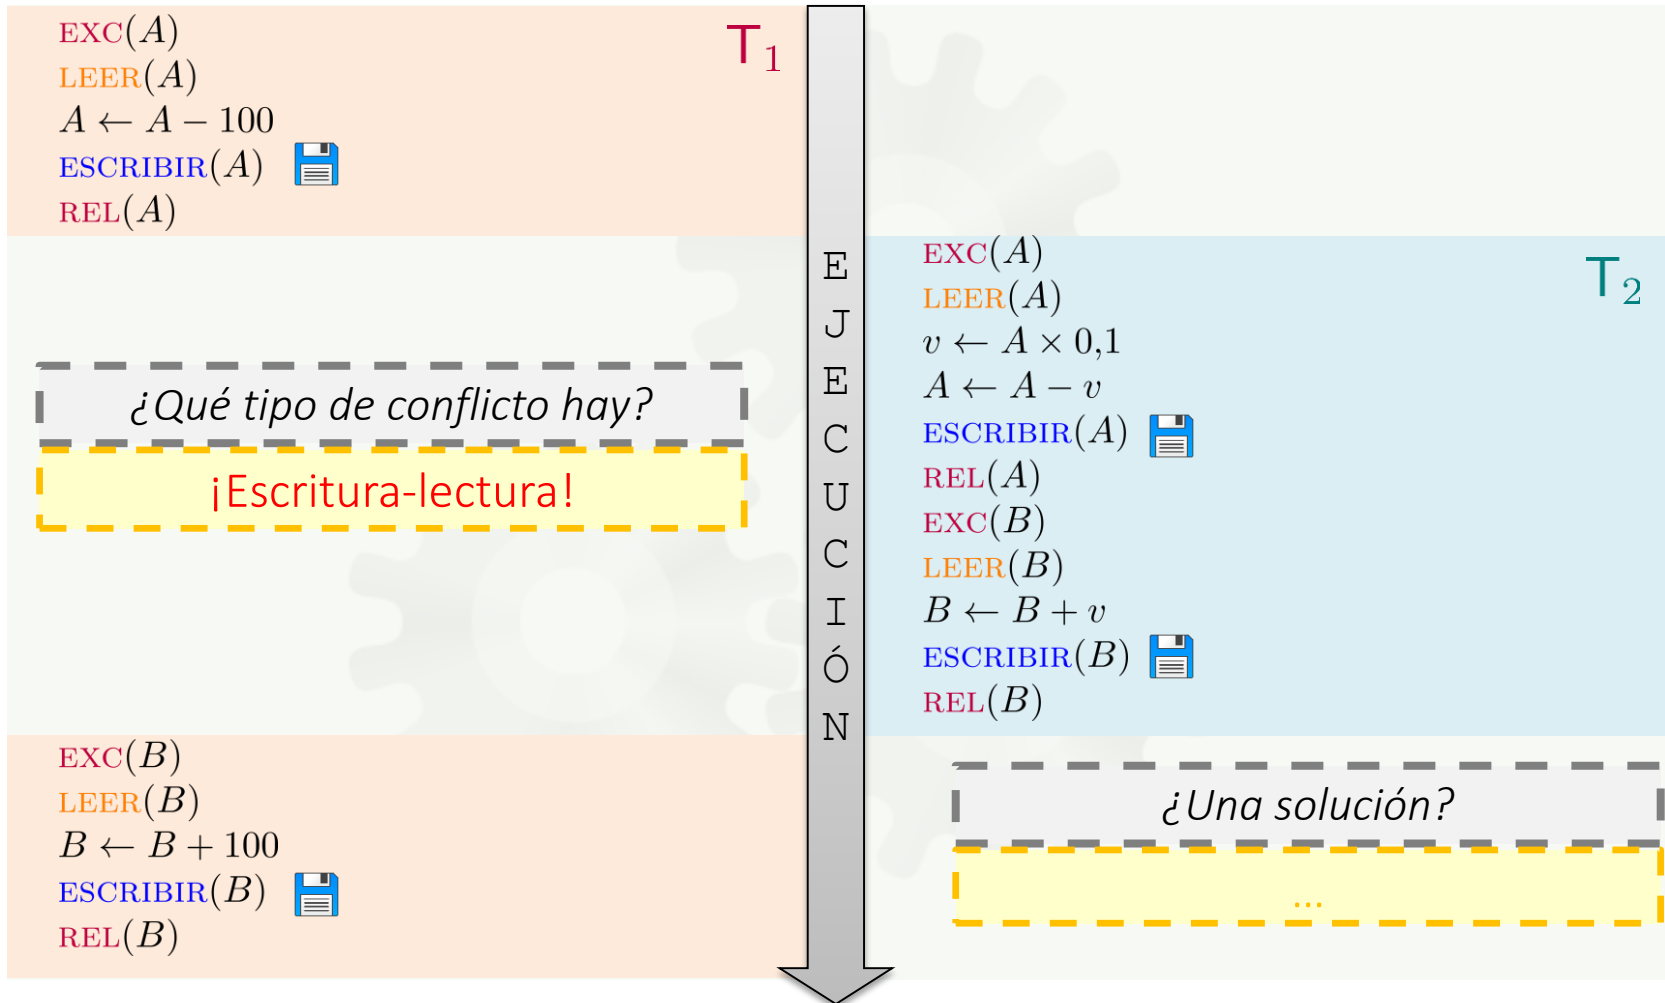 EXC(A)
LEER(A)
A ← A − 100
ESCRIBIR(A)
REL(A)
T₁
EJECUCIÓN
EXC(A)
LEER(A)
v ← A × 0,1
A ← A − v
ESCRIBIR(A)
REL(A)
EXC(B)
LEER(B)
B ← B + v
ESCRIBIR(B)
REL(B)
T₂
¿Qué tipo de conflicto hay?
¡Escritura-lectura!
EXC(B)
LEER(B)
B ← B + 100
ESCRIBIR(B)
REL(B)
¿Una solución?
...